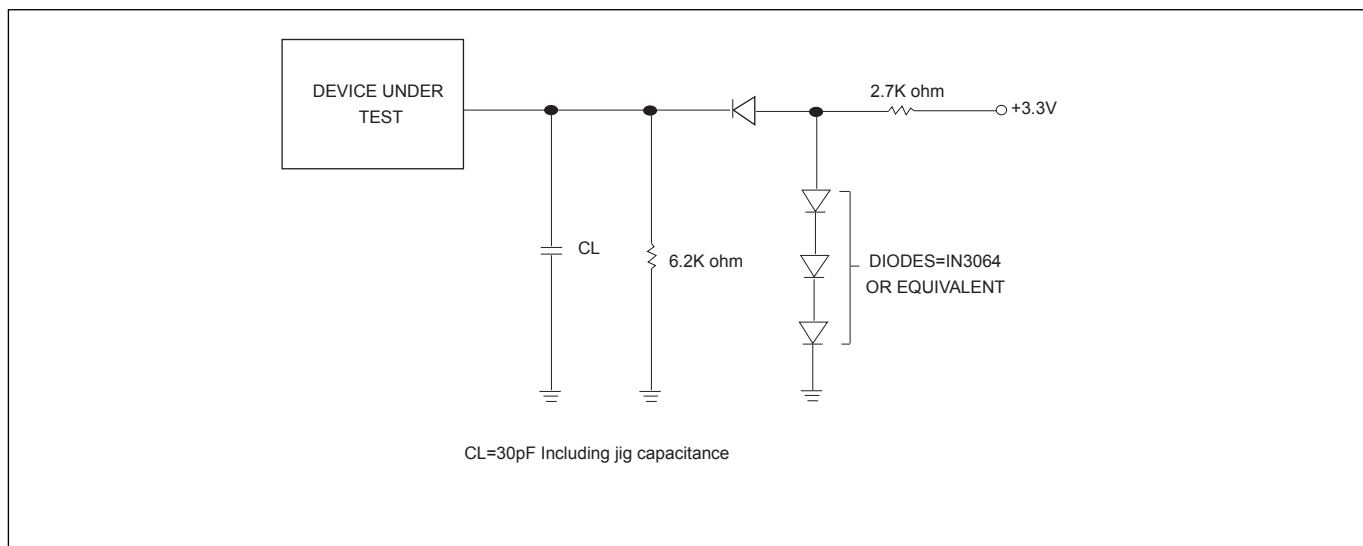 DEVICE UNDER
TEST
2.7K ohm
+3.3V
CL
6.2K ohm
DIODES=IN3064
OR EQUIVALENT
CL=30pF Including jig capacitance